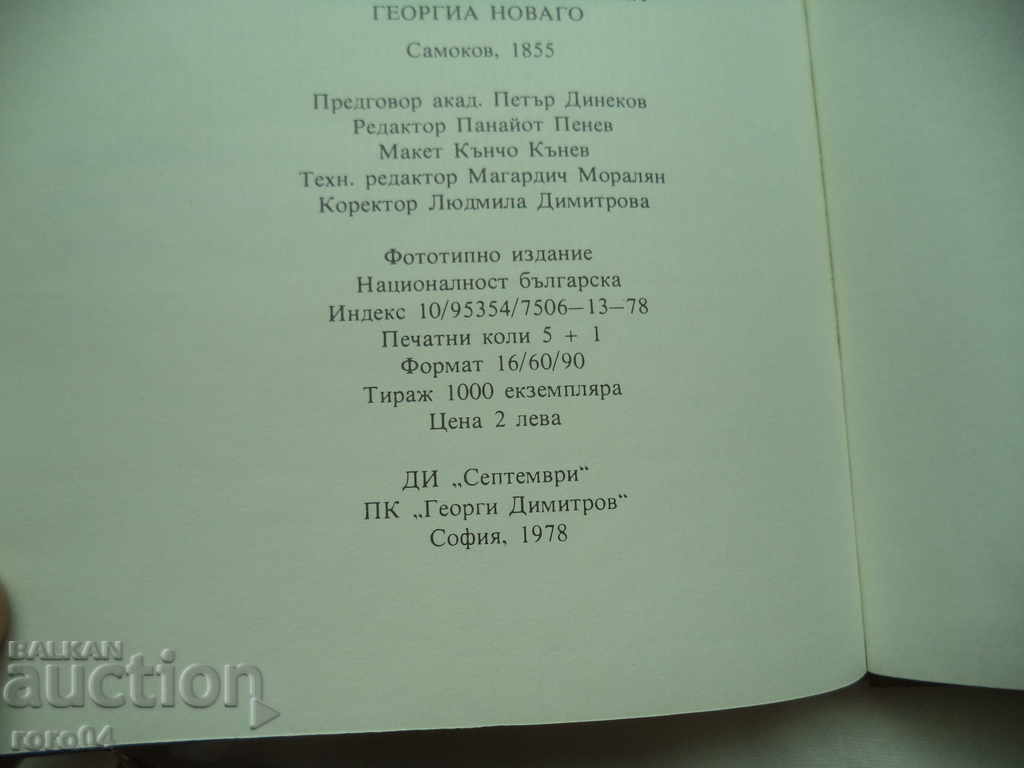 ГЕОРГИА НОВАГО
Самоков, 1855
Предговор акад. Петър Динеков
Редактор Панайот Пенев
Макет Кънчо Кънев
Техн. редактор Магардич Моралян
Коректор Людмила Димитрова
Фототипно издание
Националност българска
Индекс 10/95354/7506—13—78
Печатни коли 5 + 1
Формат 16/60/90
Тираж 1000 екземпляра
Цена 2 лева
ДИ „Септември“
ПК „Георги Димитров“
София, 1978
BALKAN
auction
roro04